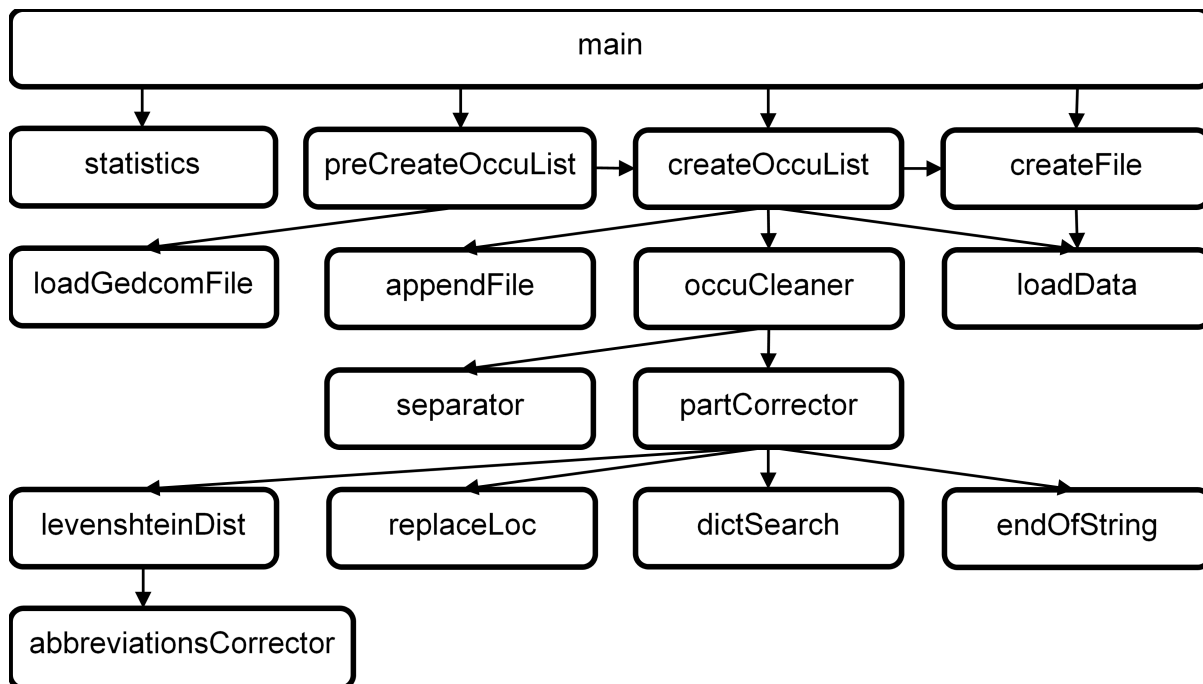 main
statistics
preCreateOccuList
createOccuList
createFile
loadGedcomFile
appendFile
occuCleaner
loadData
separator
partCorrector
levenshteinDist
replaceLoc
dictSearch
endOfString
abbreviationsCorrector